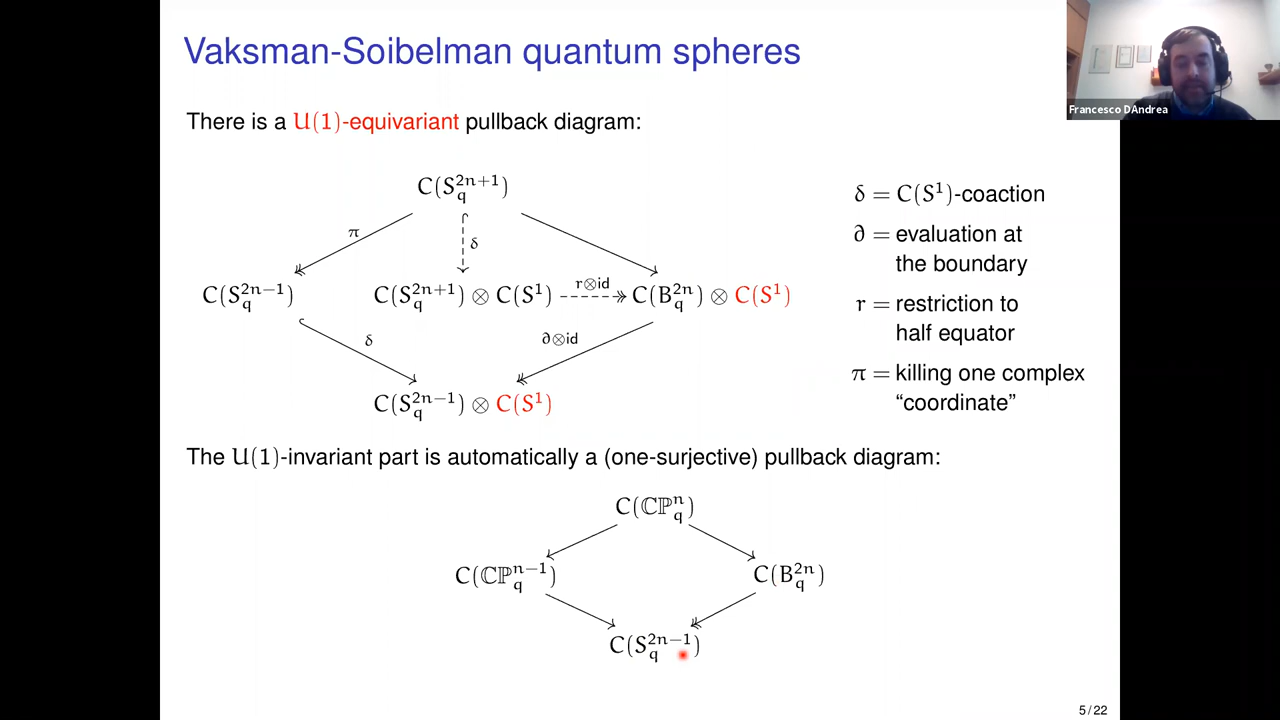 Vaksman-Soibelman quantum spheres
Francesco DAndrea
There is a U(1)-equivariant pullback diagram:
C(S_q^{2n+1})
π
δ
C(S_q^{2n−1})
C(S_q^{2n+1}) ⊗ C(S^1)
r⊗id
C(B_q^{2n}) ⊗ C(S^1)
δ
∂⊗id
C(S_q^{2n−1}) ⊗ C(S^1)
δ = C(S^1)-coaction
∂ = evaluation at
the boundary
r = restriction to
half equator
π = killing one complex
“coordinate”
The U(1)-invariant part is automatically a (one-surjective) pullback diagram:
C(ℂℙ_q^n)
C(ℂℙ_q^{n−1})
C(B_q^{2n})
C(S_q^{2n−1})
5 / 22